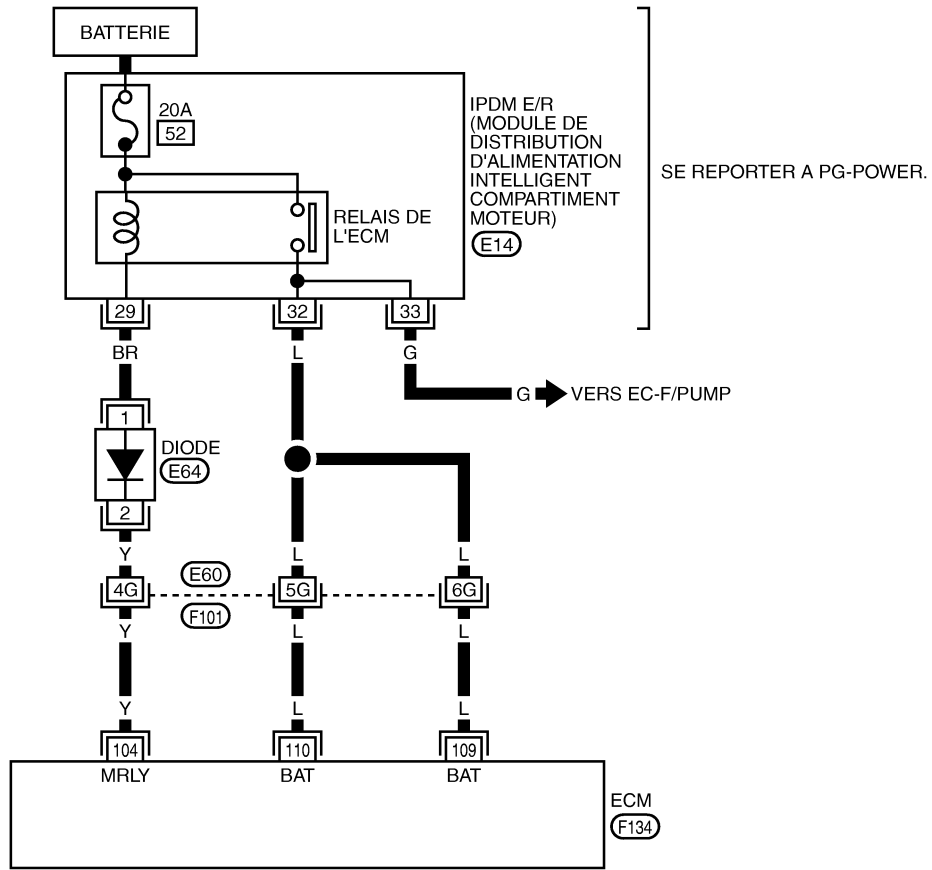 BATTERIE
20A
52
IPDM E/R
(MODULE DE
DISTRIBUTION
D'ALIMENTATION
INTELLIGENT
COMPARTIMENT
MOTEUR)
E14
SE REPORTER A PG-POWER.
RELAIS DE
L'ECM
29
32
33
BR
L
G
G
VERS EC-F/PUMP
1
DIODE
E64
2
Y
L
L
E60
4G
5G
6G
F101
Y
L
L
Y
L
L
104
110
109
MRLY
BAT
BAT
ECM
F134